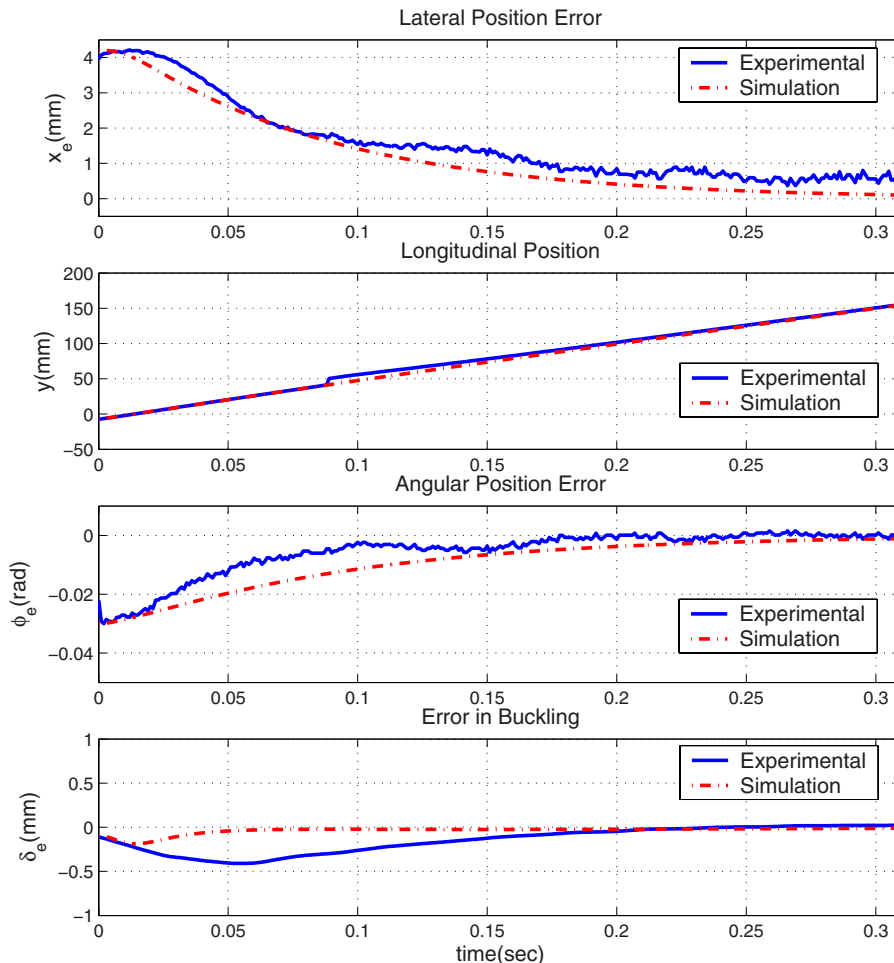 Lateral Position Error
x_e(mm)
4
3
2
1
0
Experimental
Simulation
0
0.05
0.1
0.15
0.2
0.25
0.3
Longitudinal Position
y(mm)
200
150
100
50
0
−50
Experimental
Simulation
0
0.05
0.1
0.15
0.2
0.25
0.3
Angular Position Error
ϕ_e(rad)
0
−0.02
−0.04
Experimental
Simulation
0
0.05
0.1
0.15
0.2
0.25
0.3
Error in Buckling
δ_e(mm)
1
0.5
0
−0.5
−1
Experimental
Simulation
0
0.05
0.1
0.15
0.2
0.25
0.3
time(sec)